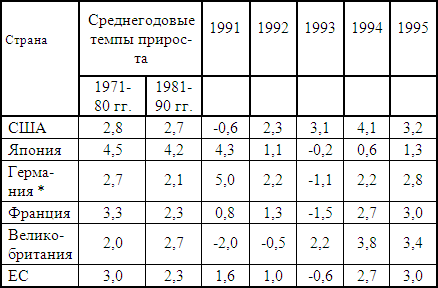 Страна Среднегодовые темпы прирос-та 1991 1992 1993 1994 1995
1971-80 гг. 1981-90 гг.
США 2,8 2,7 -0,6 2,3 3,1 4,1 3,2
Япония 4,5 4,2 4,3 1,1 -0,2 0,6 1,3
Герма-ния * 2,7 2,1 5,0 2,2 -1,1 2,2 2,8
Франция 3,3 2,3 0,8 1,3 -1,5 2,7 3,0
Велико-британия 2,0 2,7 -2,0 -0,5 2,2 3,8 3,4
ЕС 3,0 2,3 1,6 1,0 -0,6 2,7 3,0